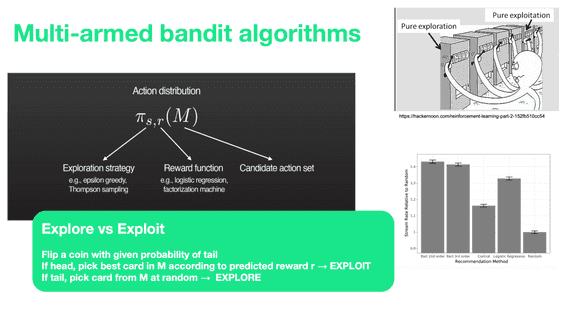 Multi-armed bandit algorithms
Pure exploration
Pure exploitation
https://hackernoon.com/reinforcement-learning-part-2-152fb510cc54
Action distribution
πs,r(M)
Exploration strategy
e.g., epsilon greedy,
Thompson sampling
Reward function
e.g., logistic regression,
factorization machine
Candidate action set
Explore vs Exploit
Flip a coin with given probability of tail
If head, pick best card in M according to predicted reward r → EXPLOIT
If tail, pick card from M at random → EXPLORE
Stream Rate Relative to Random
Bart 2nd order
Bart 3rd order
Control
Logistic Regression
Random
Recommendation Method